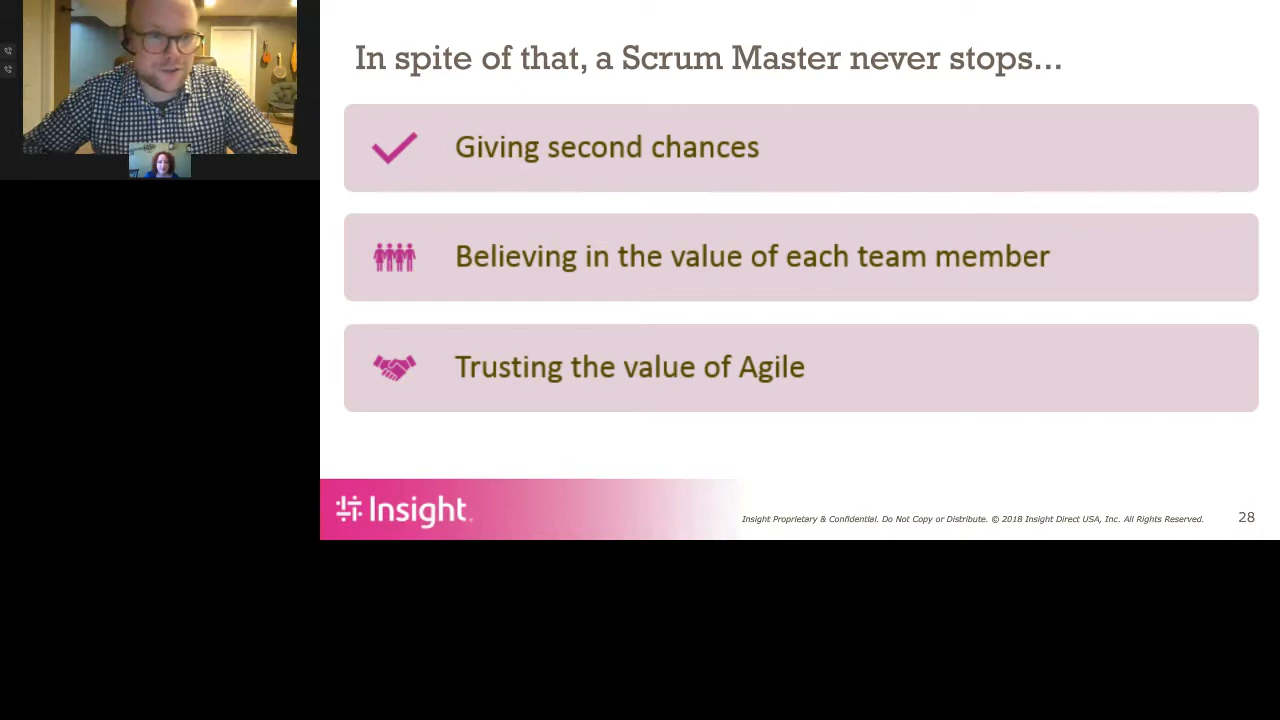 In spite of that, a Scrum Master never stops...
Giving second chances
Believing in the value of each team member
Trusting the value of Agile
Insight.
Insight Proprietary & Confidential. Do Not Copy or Distribute. © 2018 Insight Direct USA, Inc. All Rights Reserved.
28